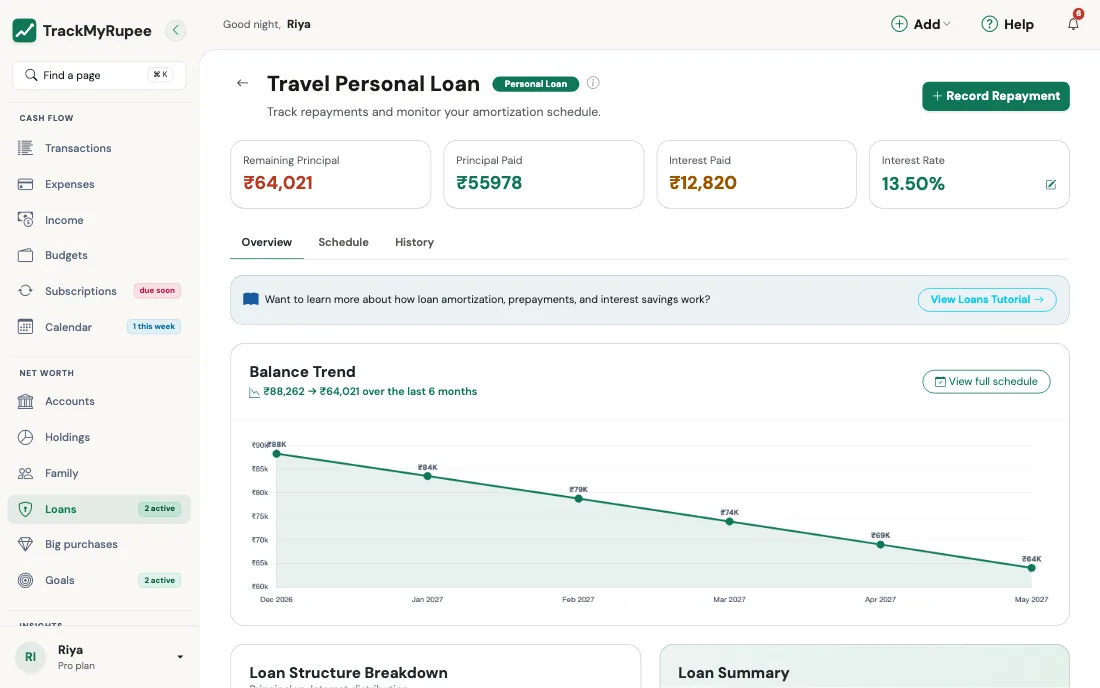 TrackMyRupee
Find a page
⌘ K
CASH FLOW
Transactions
Expenses
Income
Budgets
Subscriptions due soon
Calendar 1 this week
NET WORTH
Accounts
Holdings
Family
Loans 2 active
Big purchases
Goals 2 active
INSIGHTS
RI
Riya
Pro plan
Good night, Riya
Add
Help
6
Travel Personal Loan
Personal Loan
Track repayments and monitor your amortization schedule.
+ Record Repayment
Remaining Principal
₹64,021
Principal Paid
₹55978
Interest Paid
₹12,820
Interest Rate
13.50%
Overview Schedule History
Want to learn more about how loan amortization, prepayments, and interest savings work?
View Loans Tutorial →
Balance Trend
₹88,262 → ₹64,021 over the last 6 months
View full schedule
₹90k
₹85k
₹80k
₹75k
₹70k
₹65k
₹60k
₹88K
₹84K
₹79K
₹74K
₹69K
₹64K
Dec 2026 Jan 2027 Feb 2027 Mar 2027 Apr 2027 May 2027
Loan Structure Breakdown
Principal vs. Interest distribution
Loan Summary